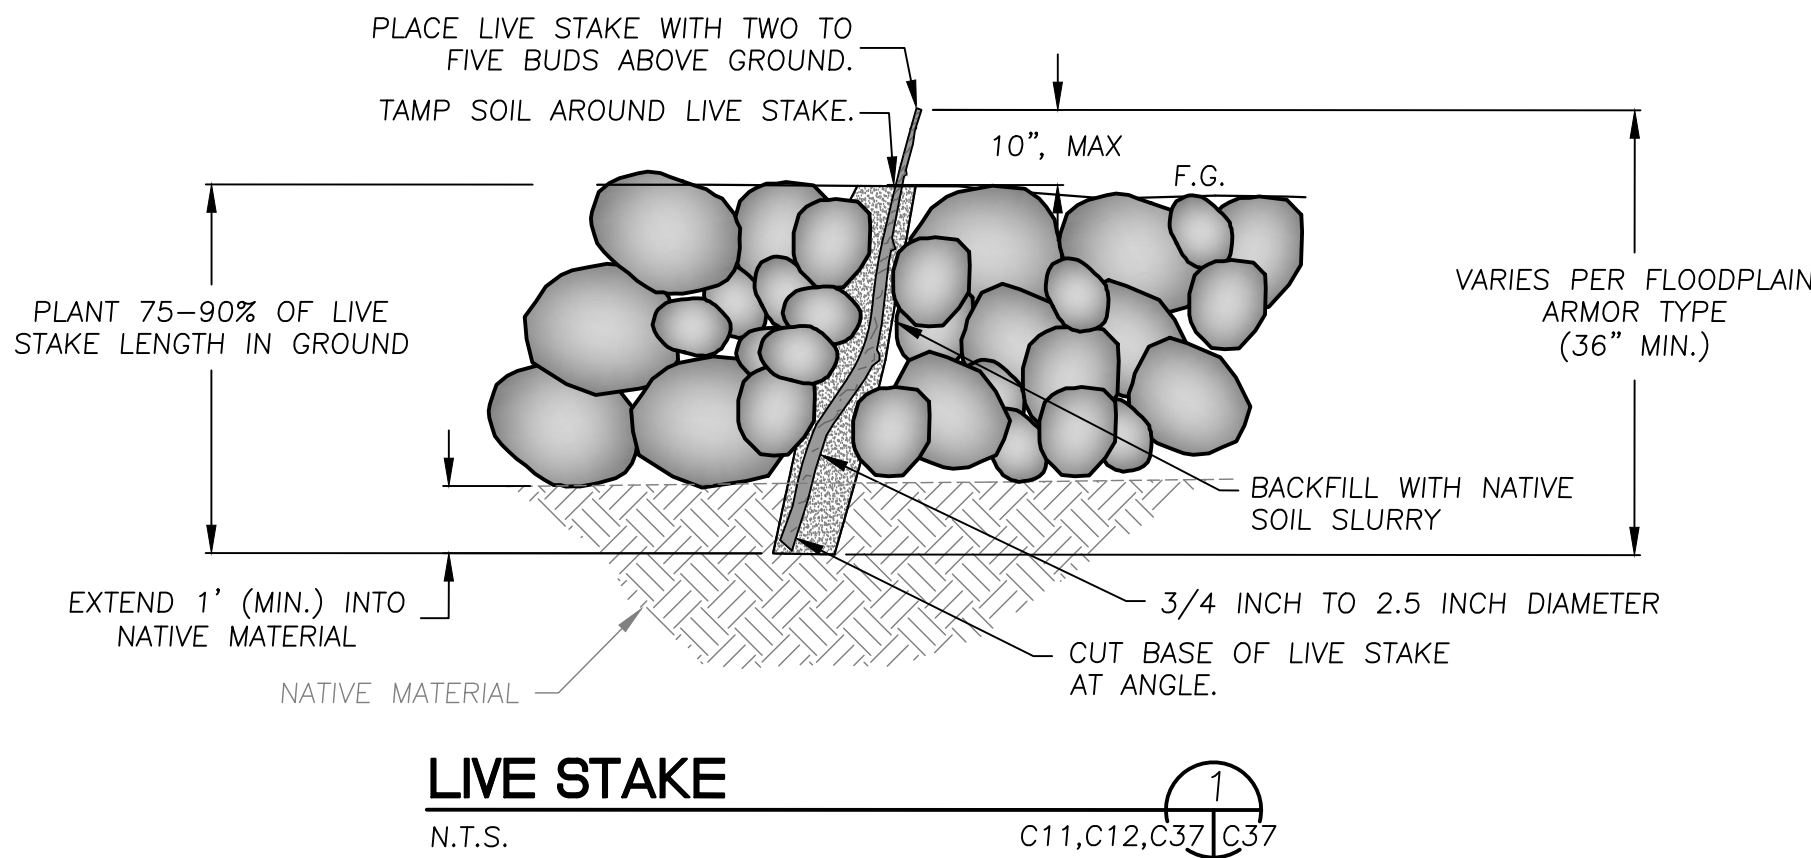 PLACE LIVE STAKE WITH TWO TO
FIVE BUDS ABOVE GROUND.
TAMP SOIL AROUND LIVE STAKE.
10”, MAX
F.G.
PLANT 75-90% OF LIVE
STAKE LENGTH IN GROUND
VARIES PER FLOODPLAIN
ARMOR TYPE
(36” MIN.)
BACKFILL WITH NATIVE
SOIL SLURRY
EXTEND 1’ (MIN.) INTO
NATIVE MATERIAL
3/4 INCH TO 2.5 INCH DIAMETER
CUT BASE OF LIVE STAKE
AT ANGLE.
NATIVE MATERIAL
LIVE STAKE
1
N.T.S.
C11,C12,C37 C37